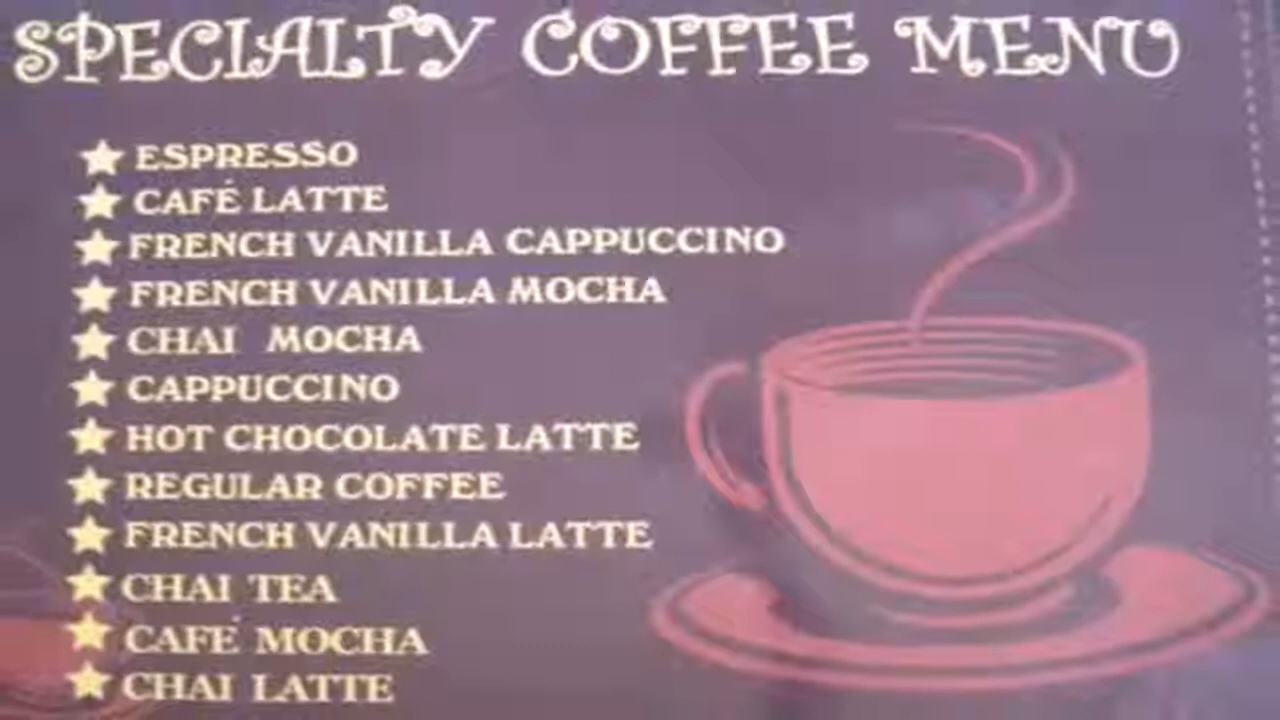 SPECIALTY COFFEE MENU
ESPRESSO
CAFÉ LATTE
FRENCH VANILLA CAPPUCCINO
FRENCH VANILLA MOCHA
CHAI MOCHA
CAPPUCCINO
HOT CHOCOLATE LATTE
REGULAR COFFEE
FRENCH VANILLA LATTE
CHAI TEA
CAFÉ MOCHA
CHAI LATTE